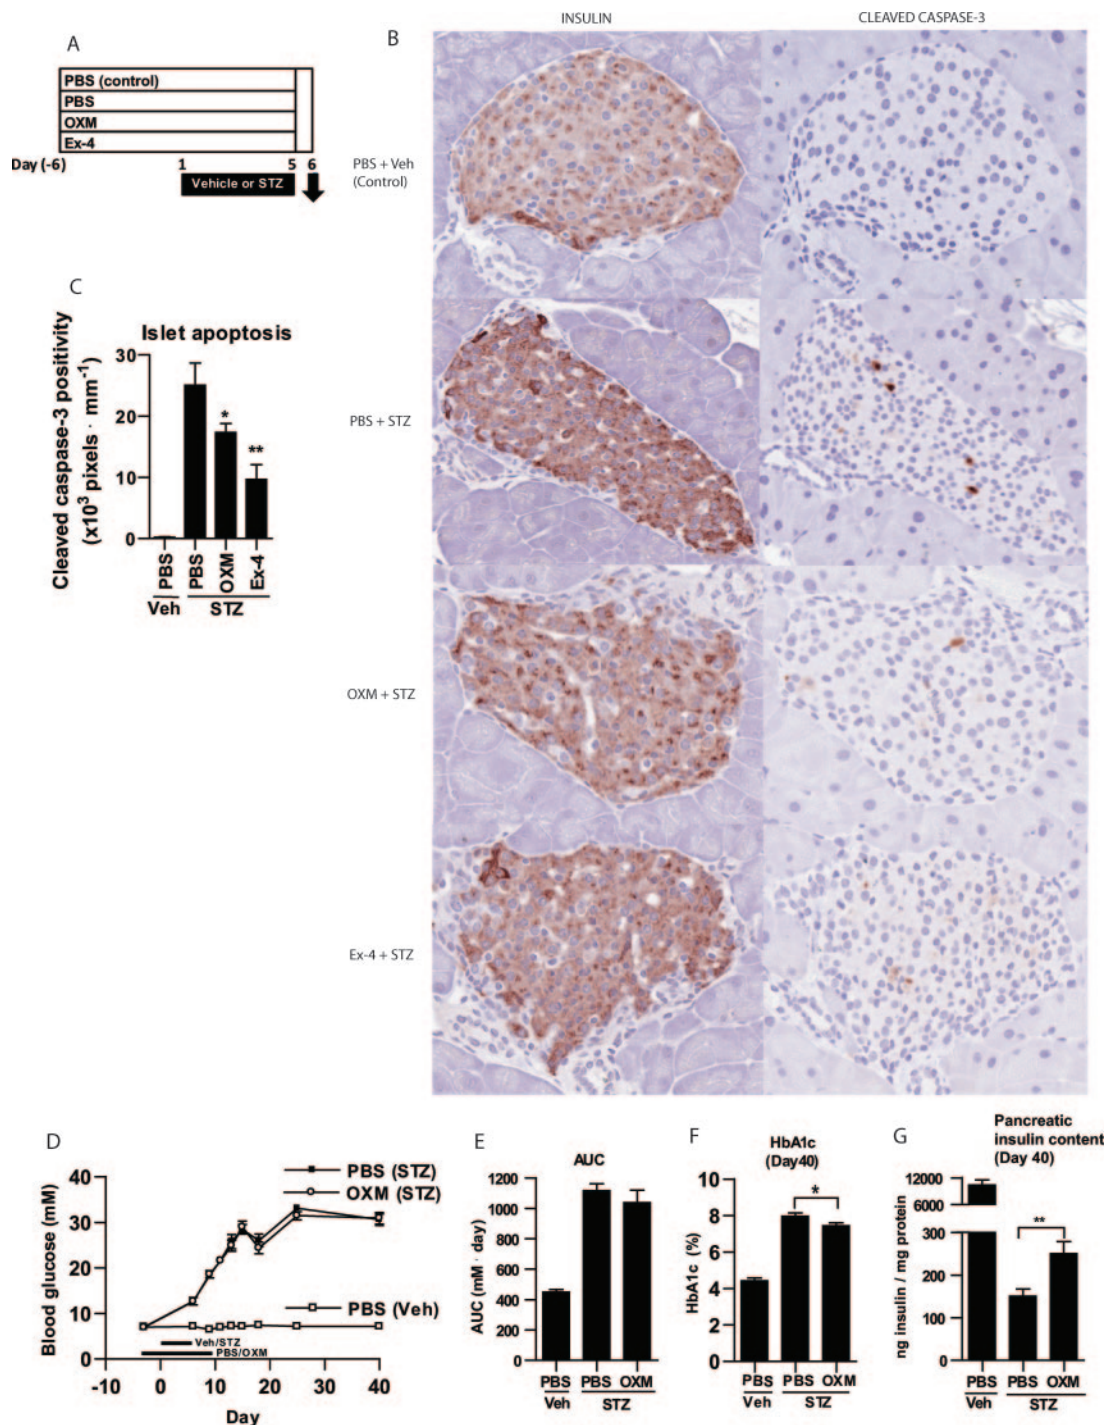 A
PBS (control)
PBS
OXM
Ex-4
Day (-6) 1 5 6
Vehicle or STZ
B
INSULIN CLEAVED CASPASE-3
PBS + Veh
(Control)
PBS + STZ
OXM + STZ
Ex-4 + STZ
C
Islet apoptosis
Cleaved caspase-3 positivity
(x10³ pixels · mm⁻¹)
30
20
10
0
*
**
PBS PBS OXM Ex-4
Veh STZ
D
Blood glucose (mM)
40
30
20
10
0
PBS (STZ)
OXM (STZ)
PBS (Veh)
Veh/STZ
PBS/OXM
-10 0 10 20 30 40
Day
E
AUC
AUC (mM · day)
1200
1000
800
600
400
200
0
PBS PBS OXM
Veh STZ
F
HbA1c
(Day40)
HbA1c (%)
10
8
6
4
2
0
*
PBS PBS OXM
Veh STZ
G
Pancreatic
insulin content
(Day 40)
ng insulin / mg protein
12000
6000
300
200
100
0
**
PBS PBS OXM
Veh STZ